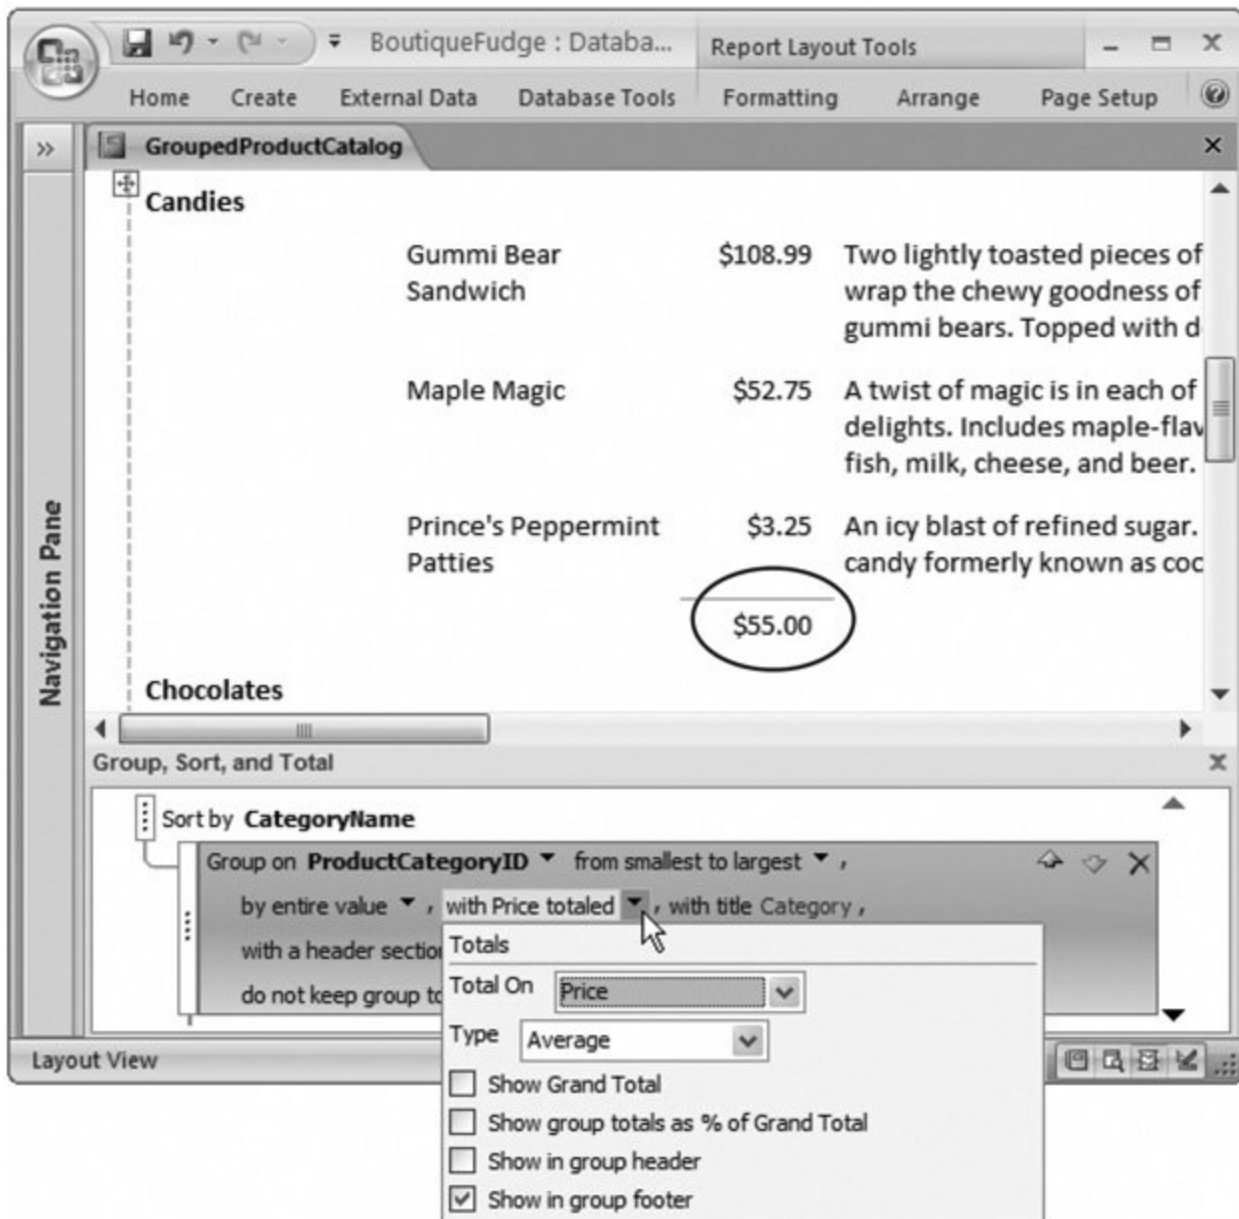 BoutiqueFudge : Databa...
Report Layout Tools
Home Create External Data Database Tools Formatting Arrange Page Setup
GroupedProductCatalog
Navigation Pane
Candies
Gummi Bear $108.99 Two lightly toasted pieces of
Sandwich wrap the chewy goodness of
gummi bears. Topped with d
Maple Magic $52.75 A twist of magic is in each of
delights. Includes maple-flav
fish, milk, cheese, and beer.
Prince's Peppermint $3.25 An icy blast of refined sugar.
Patties candy formerly known as coc
$55.00
Chocolates
Group, Sort, and Total
Sort by CategoryName
Group on ProductCategoryID from smallest to largest ,
by entire value , with Price totaled , with title Category ,
with a header section
do not keep group to
Totals
Total On Price
Type Average
Show Grand Total
Show group totals as % of Grand Total
Show in group header
Show in group footer
Layout View